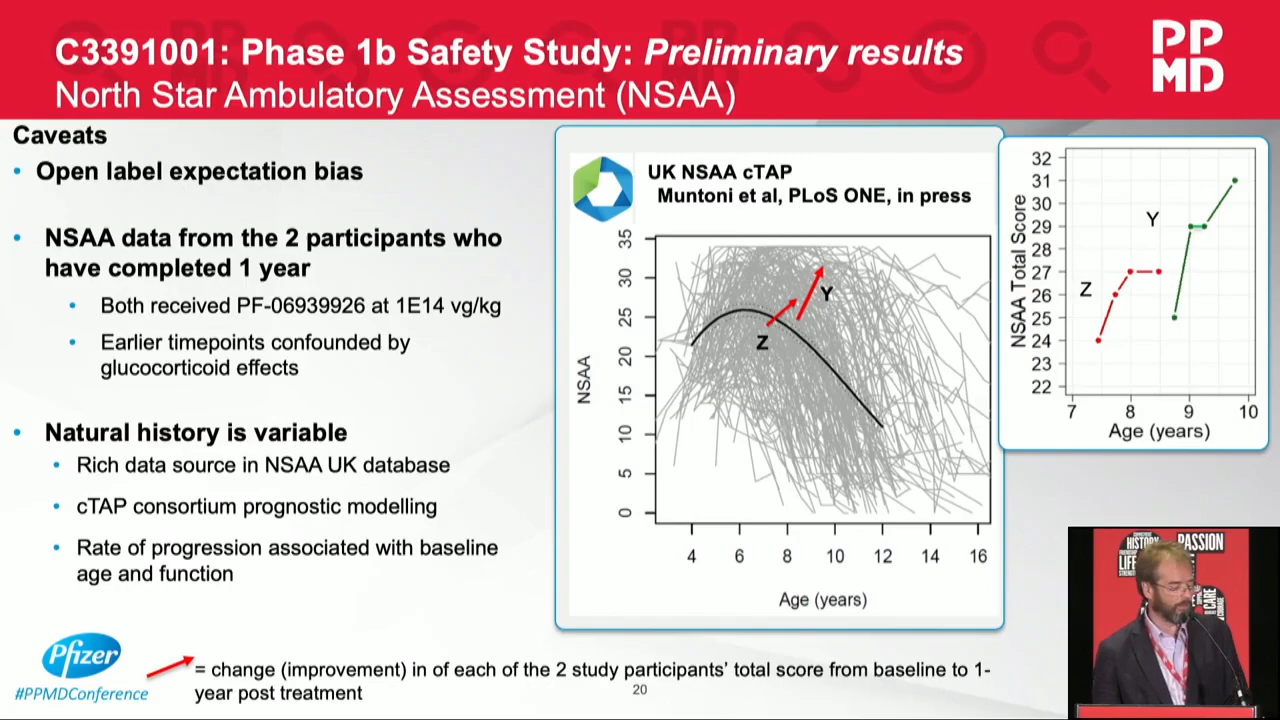 C3391001: Phase 1b Safety Study: Preliminary results
North Star Ambulatory Assessment (NSAA)
PP
MD
Caveats
• Open label expectation bias
• NSAA data from the 2 participants who
have completed 1 year
• Both received PF-06939926 at 1E14 vg/kg
• Earlier timepoints confounded by
glucocorticoid effects
• Natural history is variable
• Rich data source in NSAA UK database
• cTAP consortium prognostic modelling
• Rate of progression associated with baseline
age and function
UK NSAA cTAP
Muntoni et al, PLoS ONE, in press
NSAA
35
30
25
20
15
10
5
0
Y
Z
4 6 8 10 12 14 16
Age (years)
NSAA Total Score
32
31
30
29
28
27
26
25
24
23
22
Y
Z
7 8 9 10
Age (years)
HISTORY
PASSION
LIFE
CARE
Pfizer
#PPMDConference
= change (improvement) in of each of the 2 study participants' total score from baseline to 1-
year post treatment
20